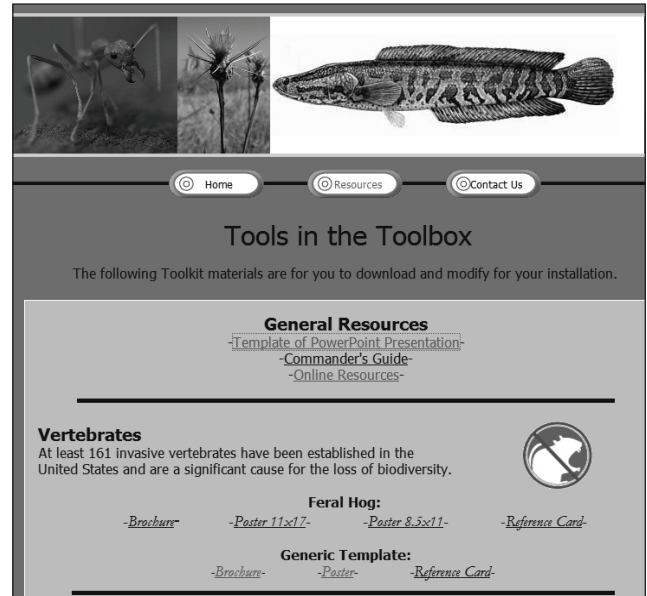 Home Resources Contact Us
Tools in the Toolbox
The following Toolkit materials are for you to download and modify for your installation.
General Resources
-Template of PowerPoint Presentation-
-Commander's Guide-
-Online Resources-
Vertebrates
At least 161 invasive vertebrates have been established in the
United States and are a significant cause for the loss of biodiversity.
Feral Hog:
-Brochure- -Poster 11x17- -Poster 8.5x11- -Reference Card-
Generic Template:
-Brochure- -Poster- -Reference Card-